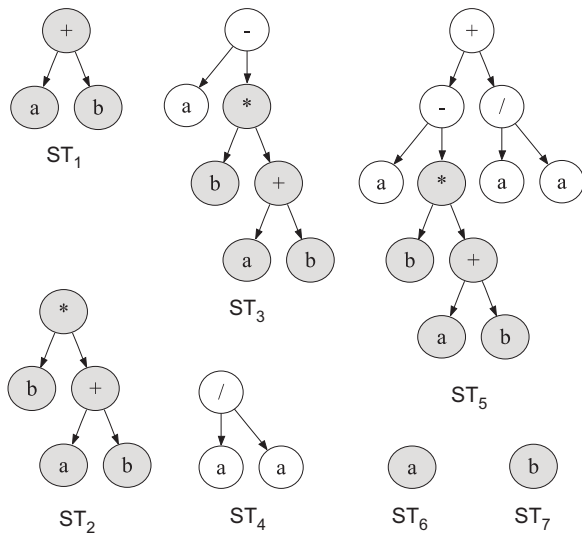 +
a b
ST1
-
a *
b +
a b
ST3
+
- /
a * a a
b +
a b
ST5
*
b +
a b
ST2
/
a a
ST4
a
ST6
b
ST7